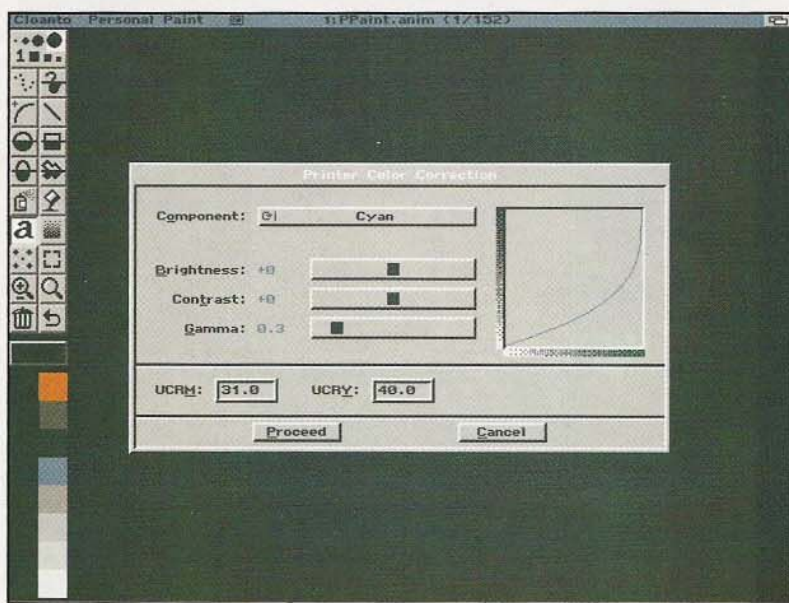 Cloanto Personal Paint 1:PPaint.anim (1/152)
1
a
Printer Color Correction
Component: Cyan
Brightness: +0
Contrast: +0
Gamma: 0.3
UCRM: 31.0 UCRY: 40.0
Proceed Cancel